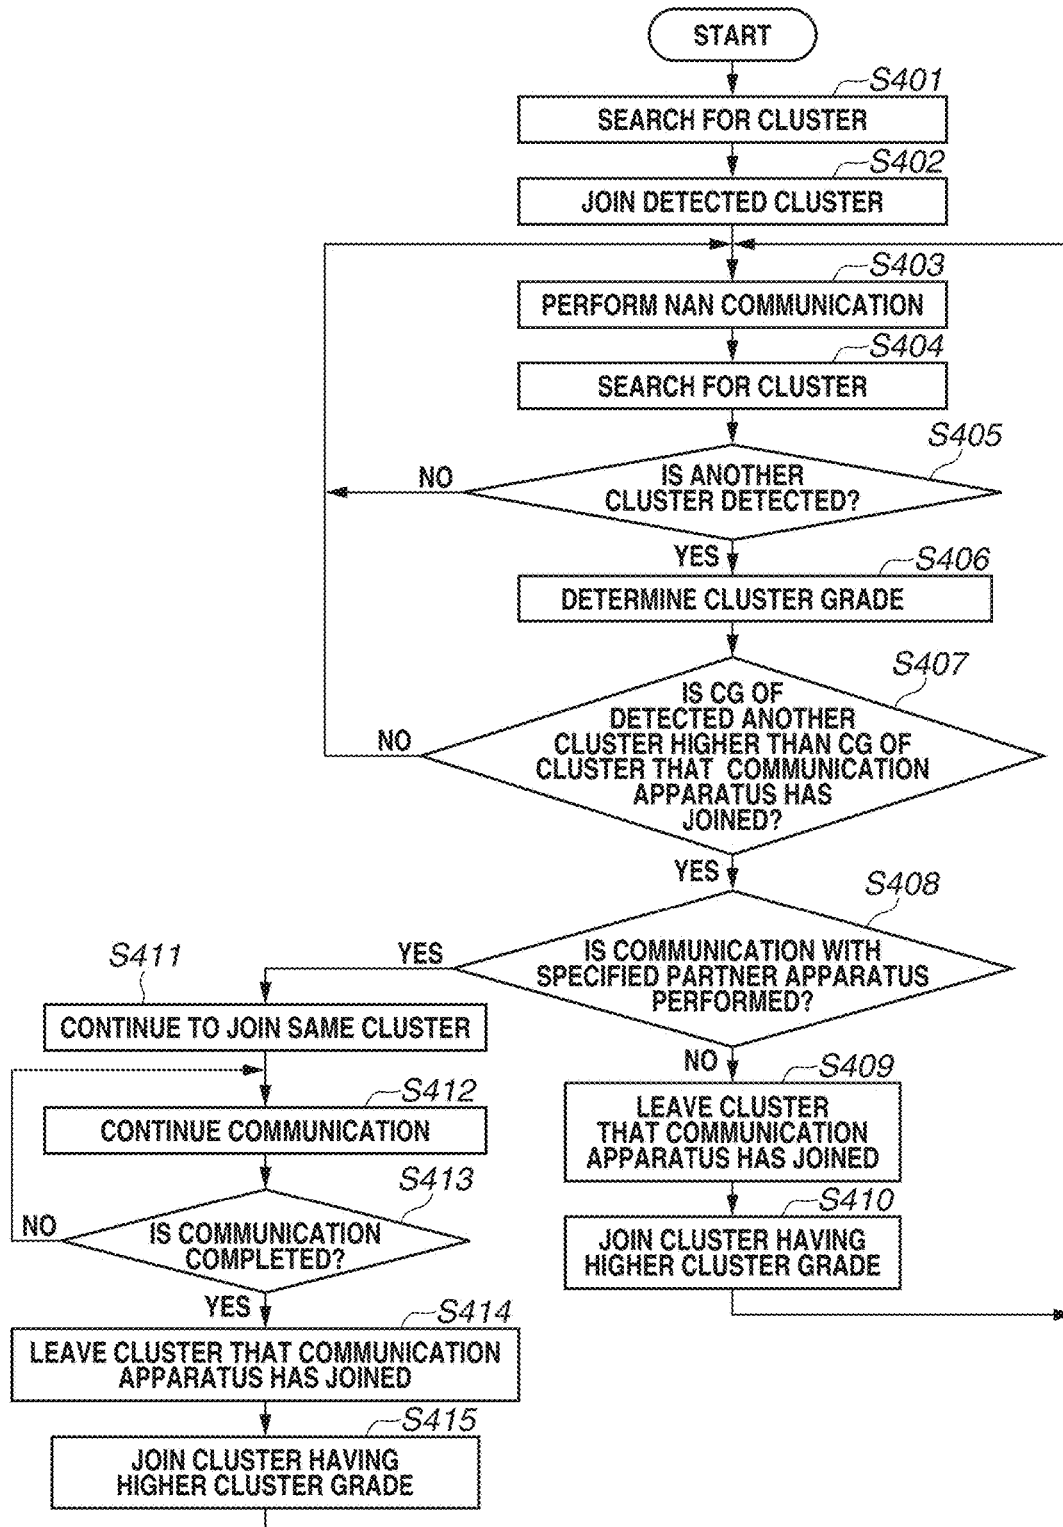 START
S401
SEARCH FOR CLUSTER
S402
JOIN DETECTED CLUSTER
S403
PERFORM NAN COMMUNICATION
S404
SEARCH FOR CLUSTER
S405
NO
IS ANOTHER
CLUSTER DETECTED?
YES
S406
DETERMINE CLUSTER GRADE
S407
NO
IS CG OF
DETECTED ANOTHER
CLUSTER HIGHER THAN CG OF
CLUSTER THAT COMMUNICATION
APPARATUS HAS
JOINED?
YES
S408
YES
IS COMMUNICATION WITH
SPECIFIED PARTNER APPARATUS
PERFORMED?
NO
S411
CONTINUE TO JOIN SAME CLUSTER
S409
LEAVE CLUSTER
THAT COMMUNICATION
APPARATUS HAS JOINED
S412
CONTINUE COMMUNICATION
S410
JOIN CLUSTER HAVING
HIGHER CLUSTER GRADE
S413
NO
IS COMMUNICATION
COMPLETED?
YES
S414
LEAVE CLUSTER THAT COMMUNICATION
APPARATUS HAS JOINED
S415
JOIN CLUSTER HAVING
HIGHER CLUSTER GRADE